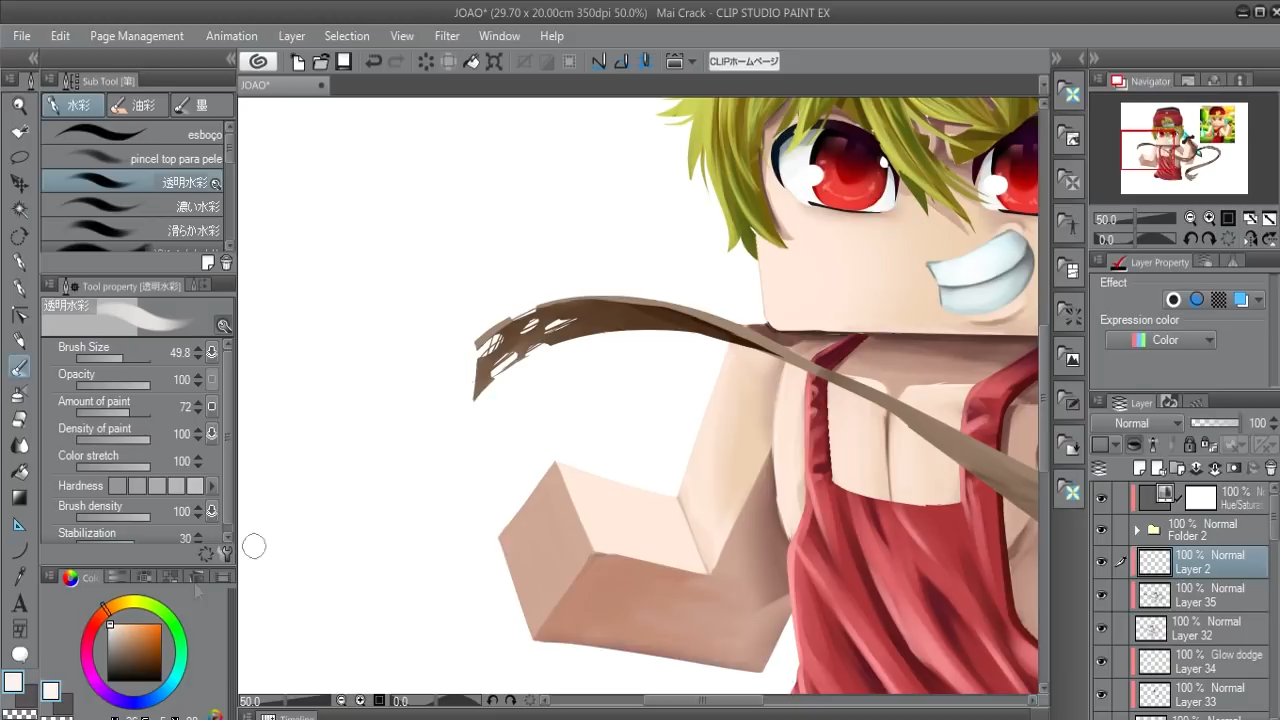 JOAO* (29.70 x 20.00cm 350dpi 50.0%)   Mai Crack - CLIP STUDIO PAINT EX
File Edit Page Management Animation Layer Selection View Filter Window Help
CLIPホームページ
Sub Tool [筆]
JOAO*
Navigator
水彩 油彩 墨
esboço
pincel top para pele
透明水彩
濃い水彩
滑らか水彩
Tool property [透明水彩]
透明水彩
Brush Size 49.8
Opacity 100
Amount of paint 72
Density of paint 100
Color stretch 100
Hardness
Brush density 100
Stabilization 30
50.0
0.0
Layer Property
Effect
Expression color
Color
Layer
Normal 100
100 %
Hue/Satura
100 % Normal
Folder 2
100 % Normal
Layer 2
100 % Normal
Layer 35
100 % Normal
Layer 32
100 % Glow dodge
Layer 34
100 % Normal
Layer 33
50.0 0.0
Timeline